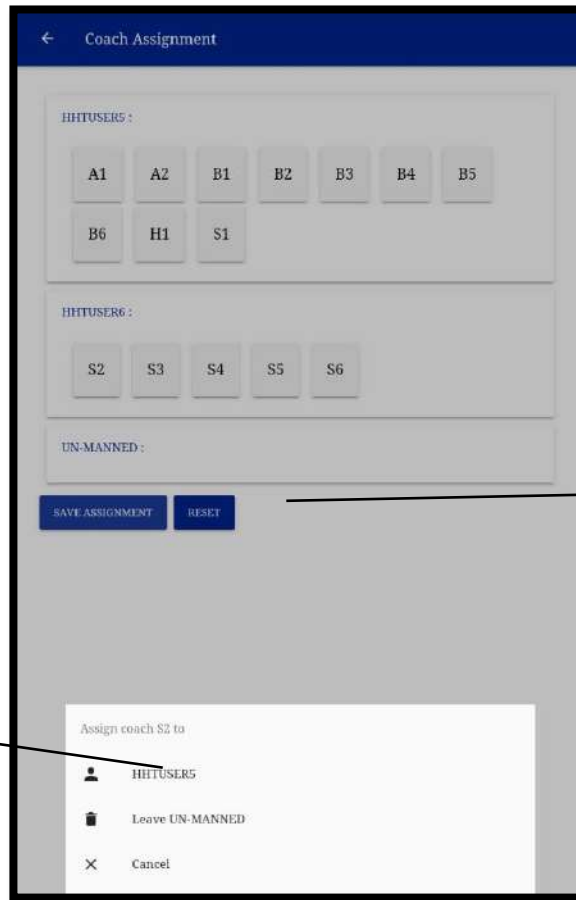 Coach Assignment
HHTUSER5 :
A1 A2 B1 B2 B3 B4 B5
B6 H1 S1
HHTUSER6 :
S2 S3 S4 S5 S6
UN-MANNED :
SAVE ASSIGNMENT RESET
Assign coach S2 to
HHTUSER5
Leave UN-MANNED
Cancel